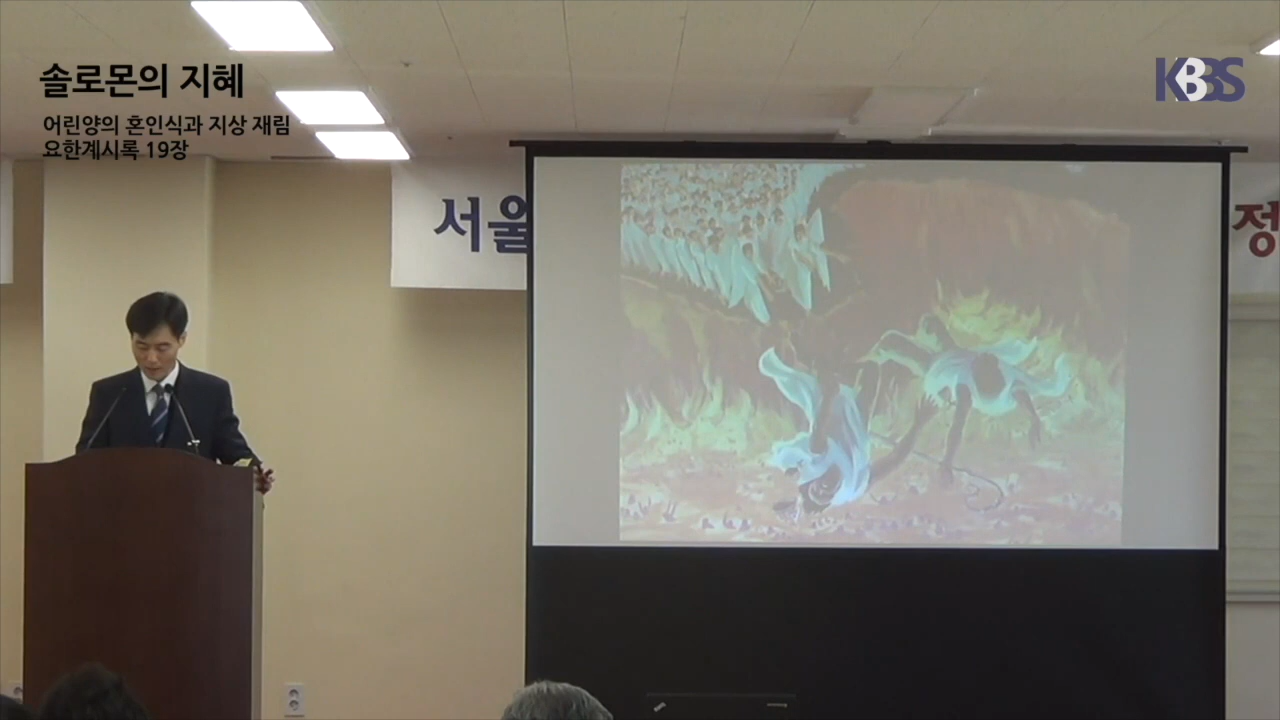 솔로몬의 지혜
어린양의 혼인식과 지상 재림
요한계시록 19장
KBBS
서울
정